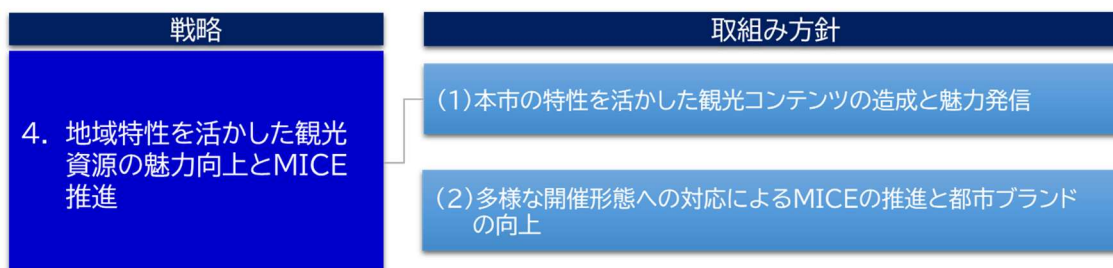 戦略
取組み方針
4. 地域特性を活かした観光
資源の魅力向上とMICE
推進
(1)本市の特性を活かした観光コンテンツの造成と魅力発信
(2)多様な開催形態への対応によるMICEの推進と都市ブランド
の向上